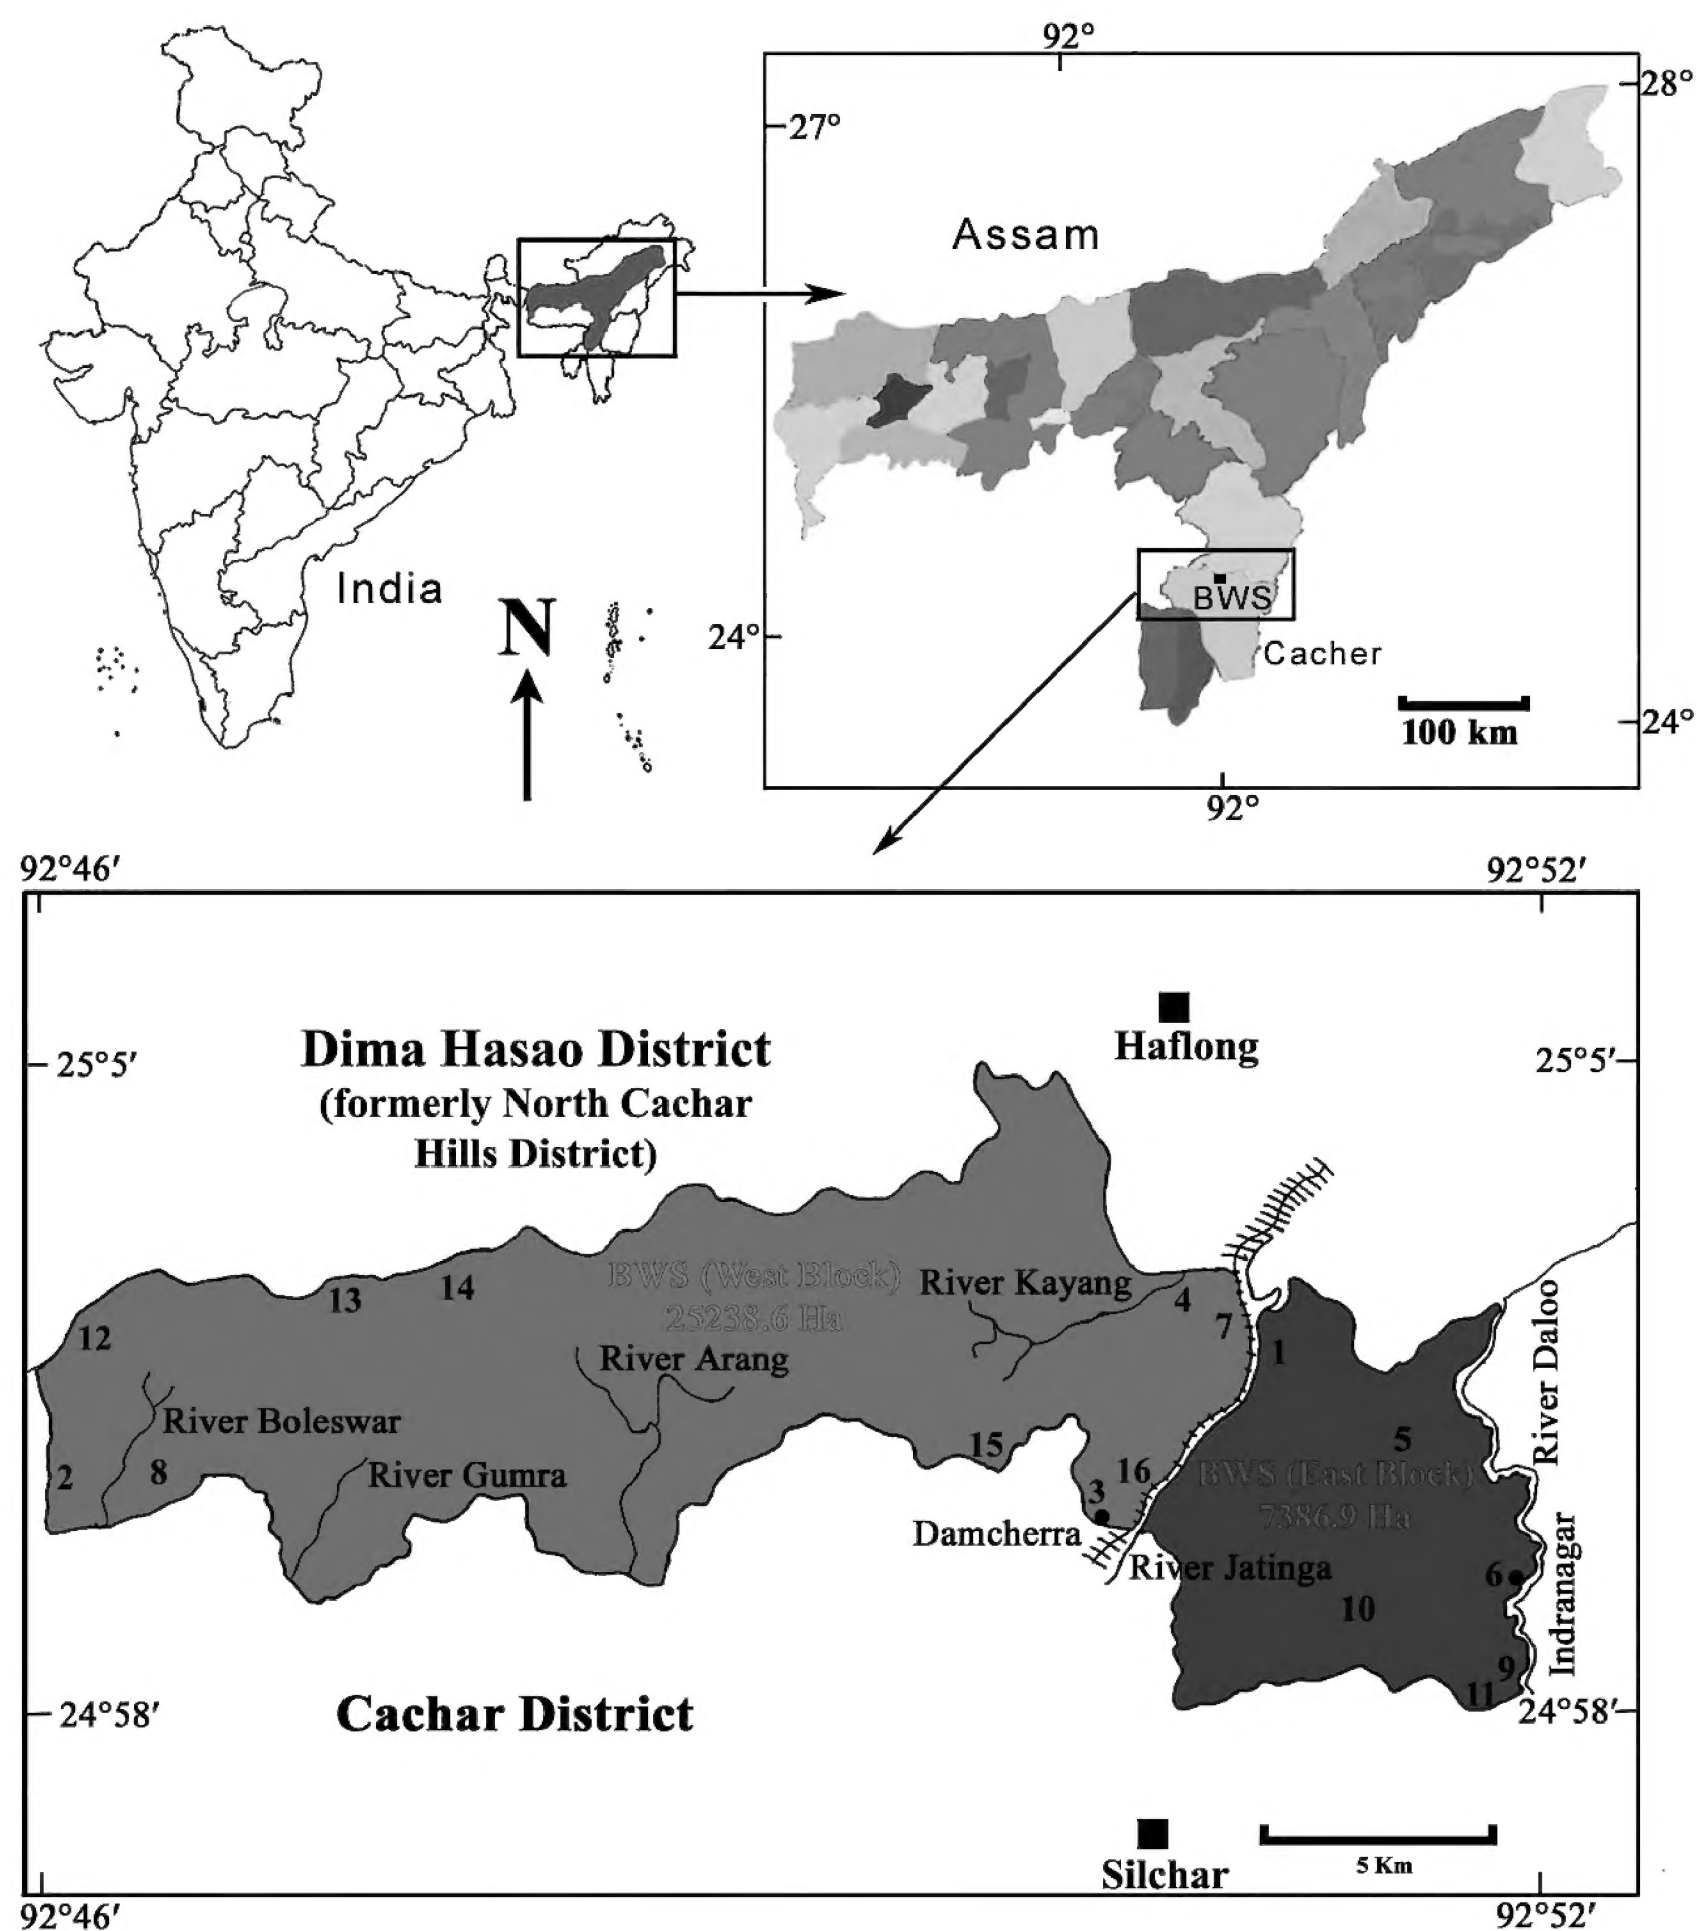 92°
28°
27°
Assam
India
N
BWS
24°
Cacher
100 km
24°
92°
92°46′
92°52′
Haflong
Dima Hasao District
(formerly North Cachar
Hills District)
25°5′
25°5′
BWS (West Block)
25238.6 Ha
River Kayang
14
13
12
4
7
1
River Arang
River Daloo
River Boleswar
5
15
2
8
River Gumra
16
3
BWS (East Block)
7386.9 Ha
Damcherra
River Jatinga
6
Indranagar
10
9
11
Cachar District
24°58′
24°58′
Silchar
5 Km
92°46′
92°52′